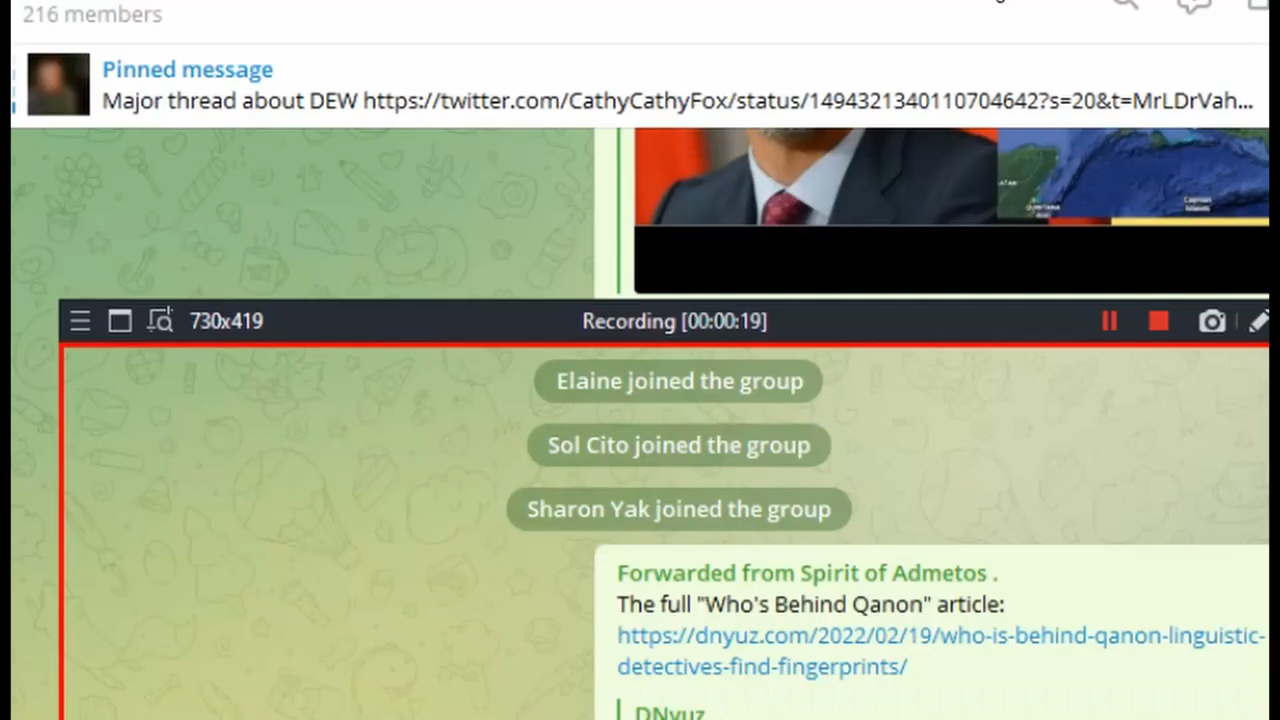 216 members
Pinned message
Major thread about DEW https://twitter.com/CathyCathyFox/status/1494321340110704642?s=20&t=MrLDrVah...
Cayman
Islands
730x419
Recording [00:00:19]
Elaine joined the group
Sol Cito joined the group
Sharon Yak joined the group
Forwarded from Spirit of Admetos .
The full "Who's Behind Qanon" article:
https://dnyuz.com/2022/02/19/who-is-behind-qanon-linguistic-
detectives-find-fingerprints/
DNyuz